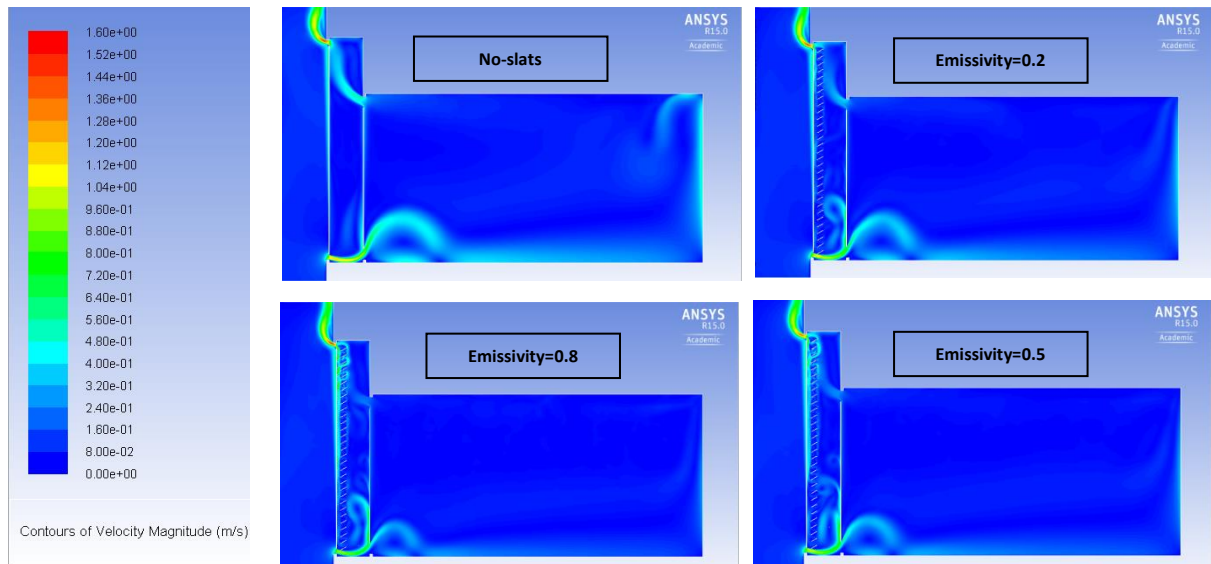 1.60e+00
1.52e+00
1.44e+00
1.36e+00
1.28e+00
1.20e+00
1.12e+00
1.04e+00
9.60e-01
8.80e-01
8.00e-01
7.20e-01
6.40e-01
5.60e-01
4.80e-01
4.00e-01
3.20e-01
2.40e-01
1.60e-01
8.00e-02
0.00e+00
Contours of Velocity Magnitude (m/s)
ANSYS
R15.0
Academic
No-slats
ANSYS
R15.0
Academic
Emissivity=0.2
ANSYS
R15.0
Academic
Emissivity=0.8
ANSYS
R15.0
Academic
Emissivity=0.5